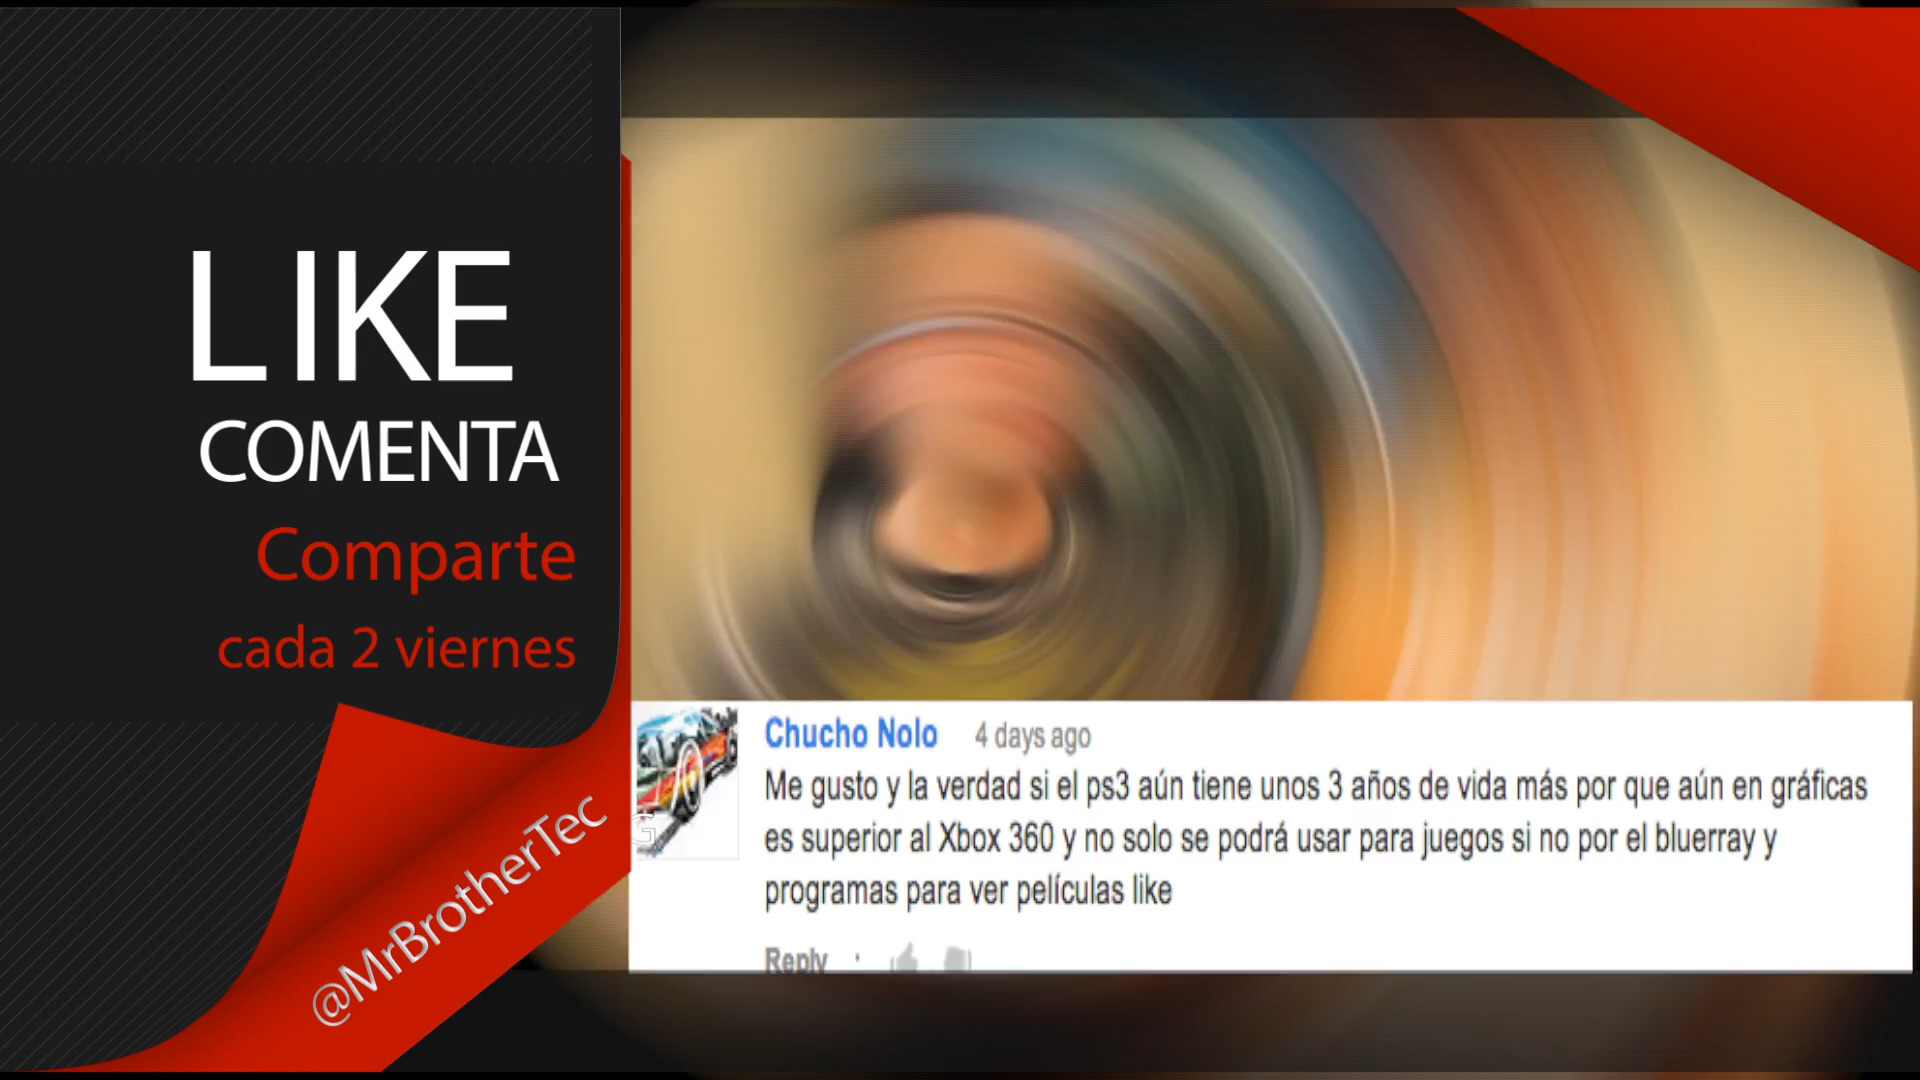 LIKE
COMENTA
Comparte
cada 2 viernes
@MrBrotherTec
Chucho Nolo 4 days ago
Me gusto y la verdad si el ps3 aún tiene unos 3 años de vida más por que aún en gráficas
es superior al Xbox 360 y no solo se podrá usar para juegos si no por el bluerray y
programas para ver películas like
Reply